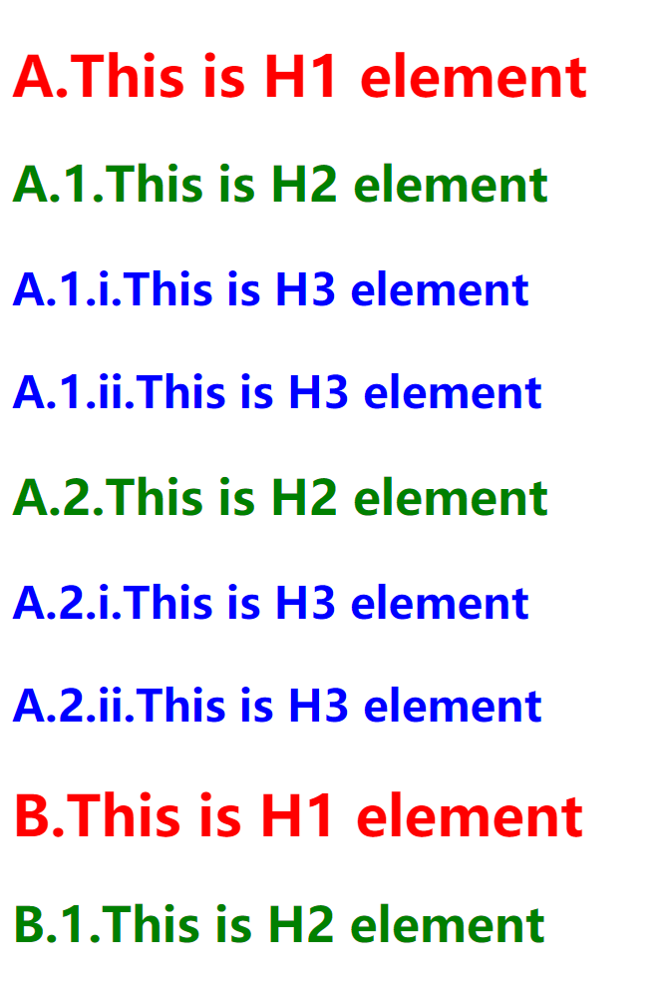 A.This is H1 element
A.1.This is H2 element
A.1.i.This is H3 element
A.1.ii.This is H3 element
A.2.This is H2 element
A.2.i.This is H3 element
A.2.ii.This is H3 element
B.This is H1 element
B.1.This is H2 element